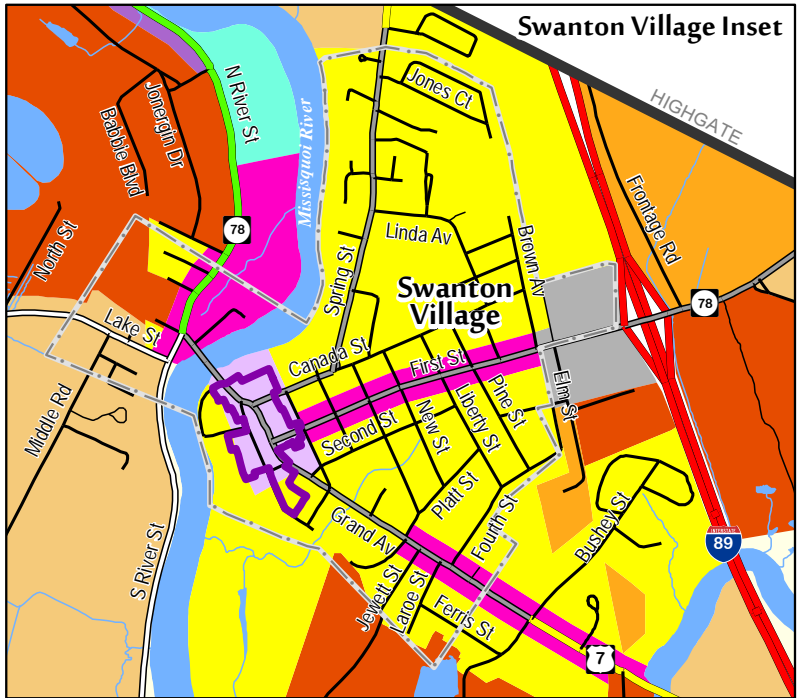 Swanton Village Inset
HIGHGATE
Jones Ct
N River St
Jonergin Dr
Babbie Blvd
Missisquoi River
Frontage Rd
North St
78
Linda Av
Brown Av
Spring St
Swanton
Village
78
Lake St
Canada St
First St
Elm St
Pine St
Middle Rd
Second St
New St
Liberty St
Platt St
Fourth St
Grand Av
Bushey St
INTERSTATE
89
S River St
Jewett St
Laroe St
Ferris St
7